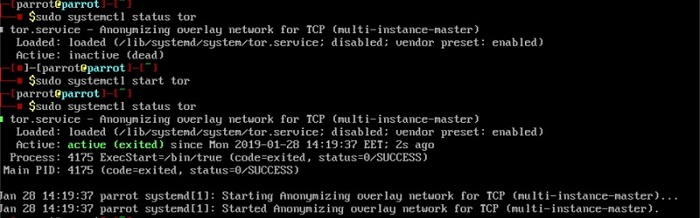 [parrot@parrot]-[~]
$sudo systemctl status tor
tor.service - Anonymizing overlay network for TCP (multi-instance-master)
Loaded: loaded (/lib/systemd/system/tor.service; disabled; vendor preset: enabled)
Active: inactive (dead)
-[■]-[parrot@parrot]-[~]
$sudo systemctl start tor
[parrot@parrot]-[~]
$sudo systemctl status tor
tor.service - Anonymizing overlay network for TCP (multi-instance-master)
Loaded: loaded (/lib/systemd/system/tor.service; disabled; vendor preset: enabled)
Active: active (exited) since Mon 2019-01-28 14:19:37 EET; 2s ago
Process: 4175 ExecStart=/bin/true (code=exited, status=0/SUCCESS)
Main PID: 4175 (code=exited, status=0/SUCCESS)
Jan 28 14:19:37 parrot systemd[1]: Starting Anonymizing overlay network for TCP (multi-instance-master)...
Jan 28 14:19:37 parrot systemd[1]: Started Anonymizing overlay network for TCP (multi-instance-master).